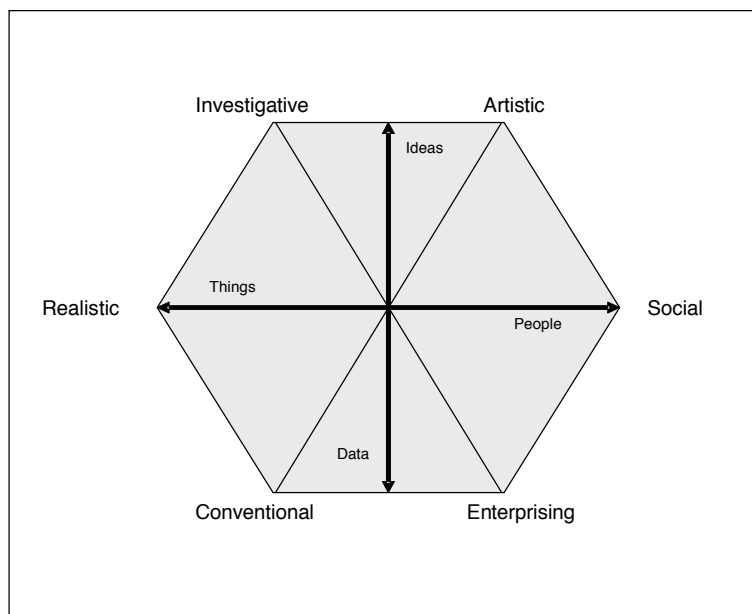 Investigative
Artistic
Ideas
Things
Realistic
Social
People
Data
Conventional
Enterprising